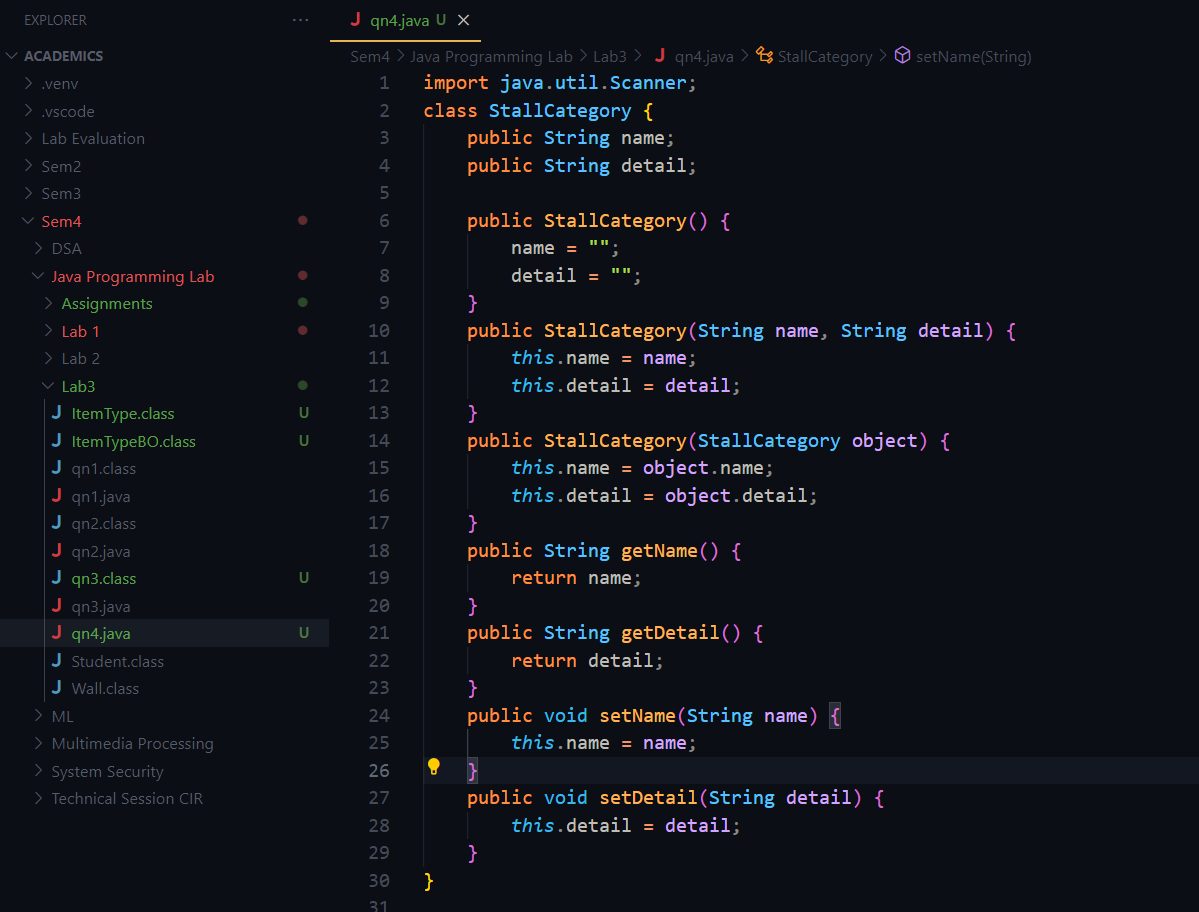 EXPLORER
...
ACADEMICS
.venv
.vscode
Lab Evaluation
Sem2
Sem3
Sem4
DSA
Java Programming Lab
Assignments
Lab 1
Lab 2
Lab3
J ItemType.class U
J ItemTypeBO.class U
J qn1.class
J qn1.java
J qn2.class
J qn2.java
J qn3.class U
J qn3.java
J qn4.java U
J Student.class
J Wall.class
ML
Multimedia Processing
System Security
Technical Session CIR
J qn4.java U
Sem4 > Java Programming Lab > Lab3 > J qn4.java > StallCategory > setName(String)
1 import java.util.Scanner;
2 class StallCategory {
3     public String name;
4     public String detail;
5
6     public StallCategory() {
7         name = "";
8         detail = "";
9     }
10     public StallCategory(String name, String detail) {
11         this.name = name;
12         this.detail = detail;
13     }
14     public StallCategory(StallCategory object) {
15         this.name = object.name;
16         this.detail = object.detail;
17     }
18     public String getName() {
19         return name;
20     }
21     public String getDetail() {
22         return detail;
23     }
24     public void setName(String name) {
25         this.name = name;
26     }
27     public void setDetail(String detail) {
28         this.detail = detail;
29     }
30 }
31